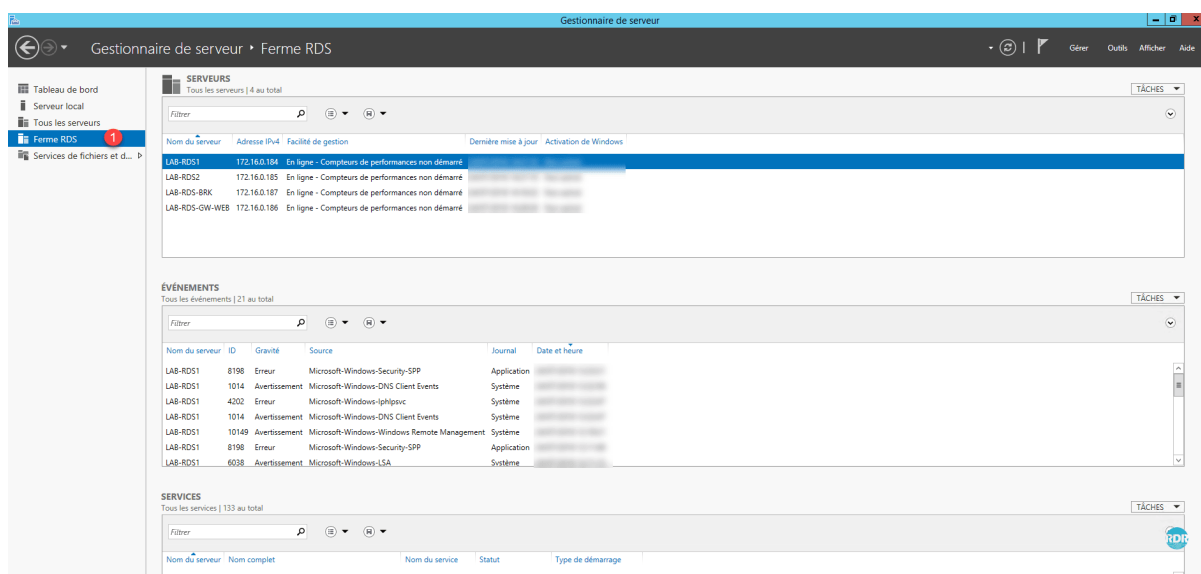 Gestionnaire de serveur
Gestionnaire de serveur • Ferme RDS
Gérer Outils Afficher Aide
Tableau de bord
Serveur local
Tous les serveurs
Ferme RDS 1
Services de fichiers et d...
SERVEURS
Tous les serveurs | 4 au total
TÂCHES
Filtrer
Nom du serveur Adresse IPv4 Facilité de gestion Dernière mise à jour Activation de Windows
LAB-RDS1 172.16.0.184 En ligne - Compteurs de performances non démarré
LAB-RDS2 172.16.0.185 En ligne - Compteurs de performances non démarré
LAB-RDS-BRK 172.16.0.187 En ligne - Compteurs de performances non démarré
LAB-RDS-GW-WEB 172.16.0.186 En ligne - Compteurs de performances non démarré
ÉVÉNEMENTS
Tous les événements | 21 au total
TÂCHES
Filtrer
Nom du serveur ID Gravité Source Journal Date et heure
LAB-RDS1 8198 Erreur Microsoft-Windows-Security-SPP Application
LAB-RDS1 1014 Avertissement Microsoft-Windows-DNS Client Events Système
LAB-RDS1 4202 Erreur Microsoft-Windows-Iphlpsvc Système
LAB-RDS1 1014 Avertissement Microsoft-Windows-DNS Client Events Système
LAB-RDS1 10149 Avertissement Microsoft-Windows-Windows Remote Management Système
LAB-RDS1 8198 Erreur Microsoft-Windows-Security-SPP Application
LAB-RDS1 6038 Avertissement Microsoft-Windows-LSA Système
SERVICES
Tous les services | 133 au total
TÂCHES
Filtrer
RDR
Nom du serveur Nom complet Nom du service Statut Type de démarrage